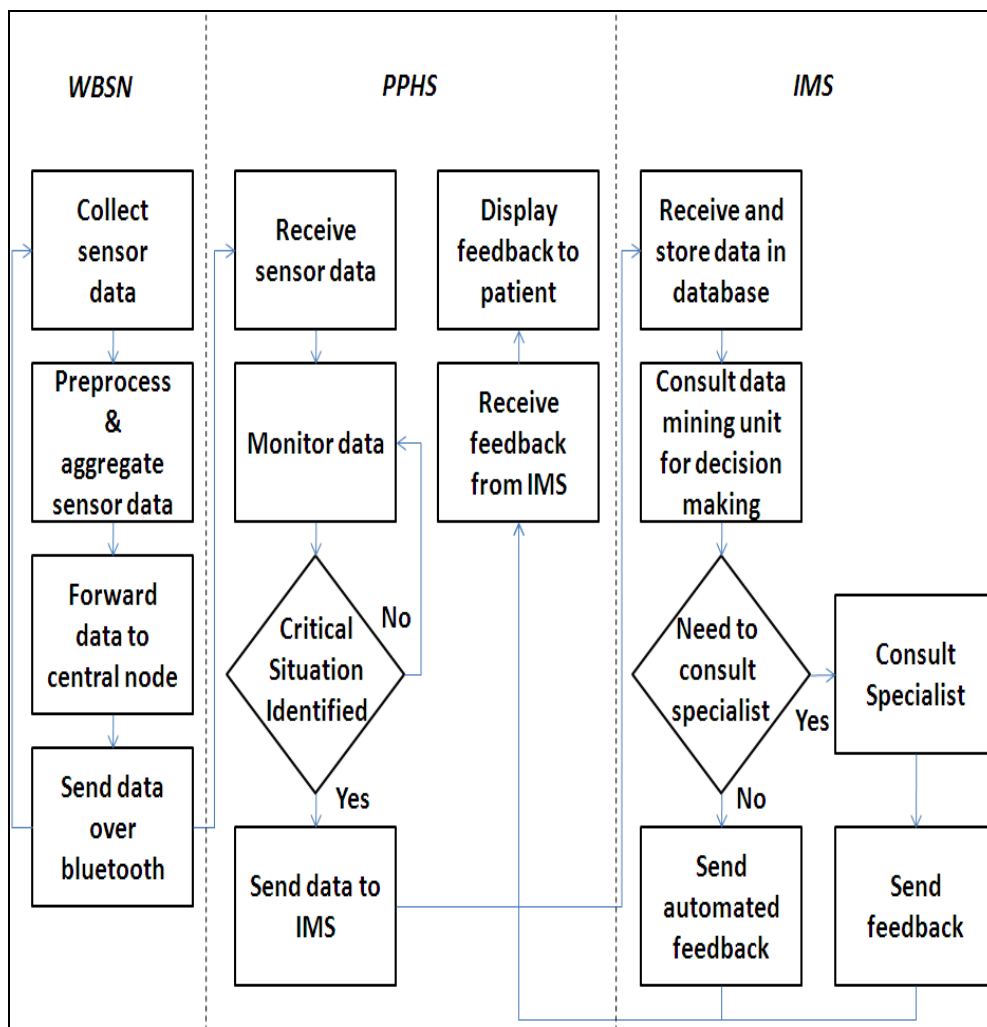 WBSN
PPHS
IMS
Collect
sensor
data
Preprocess
&
aggregate
sensor data
Forward
data to
central node
Send data
over
bluetooth
Receive
sensor data
Monitor data
Critical
Situation
Identified
No
Yes
Send data to
IMS
Display
feedback to
patient
Receive
feedback
from IMS
Receive and
store data in
database
Consult data
mining unit
for decision
making
Need to
consult
specialist
Yes
No
Consult
Specialist
Send
automated
feedback
Send
feedback